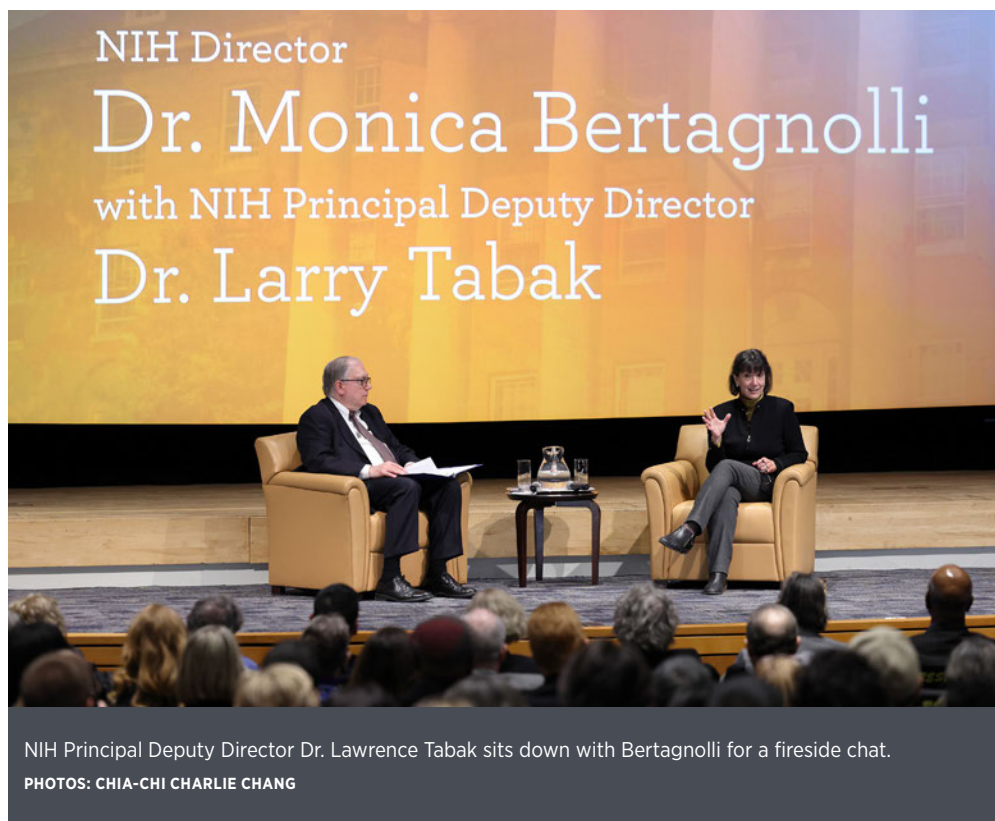 NIH Director
Dr. Monica Bertagnolli
with NIH Principal Deputy Director
Dr. Larry Tabak
NIH Principal Deputy Director Dr. Lawrence Tabak sits down with Bertagnolli for a fireside chat.
PHOTOS: CHIA-CHI CHARLIE CHANG